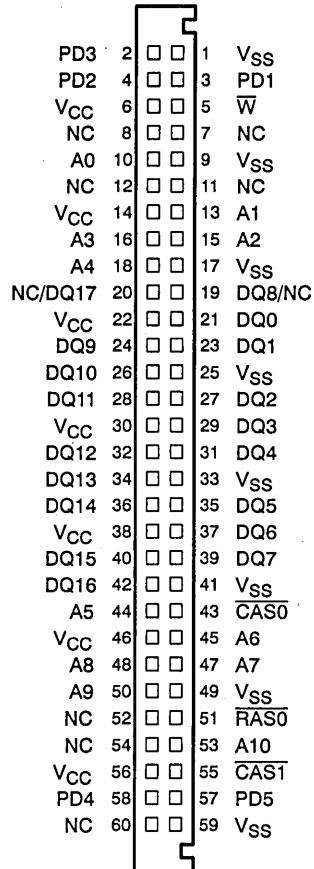 PD3 2 1 VSS
PD2 4 3 PD1
VCC 6 5 W̅
NC 8 7 NC
A0 10 9 VSS
NC 12 11 NC
VCC 14 13 A1
A3 16 15 A2
A4 18 17 VSS
NC/DQ17 20 19 DQ8/NC
VCC 22 21 DQ0
DQ9 24 23 DQ1
DQ10 26 25 VSS
DQ11 28 27 DQ2
VCC 30 29 DQ3
DQ12 32 31 DQ4
DQ13 34 33 VSS
DQ14 36 35 DQ5
VCC 38 37 DQ6
DQ15 40 39 DQ7
DQ16 42 41 VSS
A5 44 43 C̅A̅S̅0̅
VCC 46 45 A6
A8 48 47 A7
A9 50 49 VSS
NC 52 51 R̅A̅S̅0̅
NC 54 53 A10
VCC 56 55 C̅A̅S̅1̅
PD4 58 57 PD5
NC 60 59 VSS